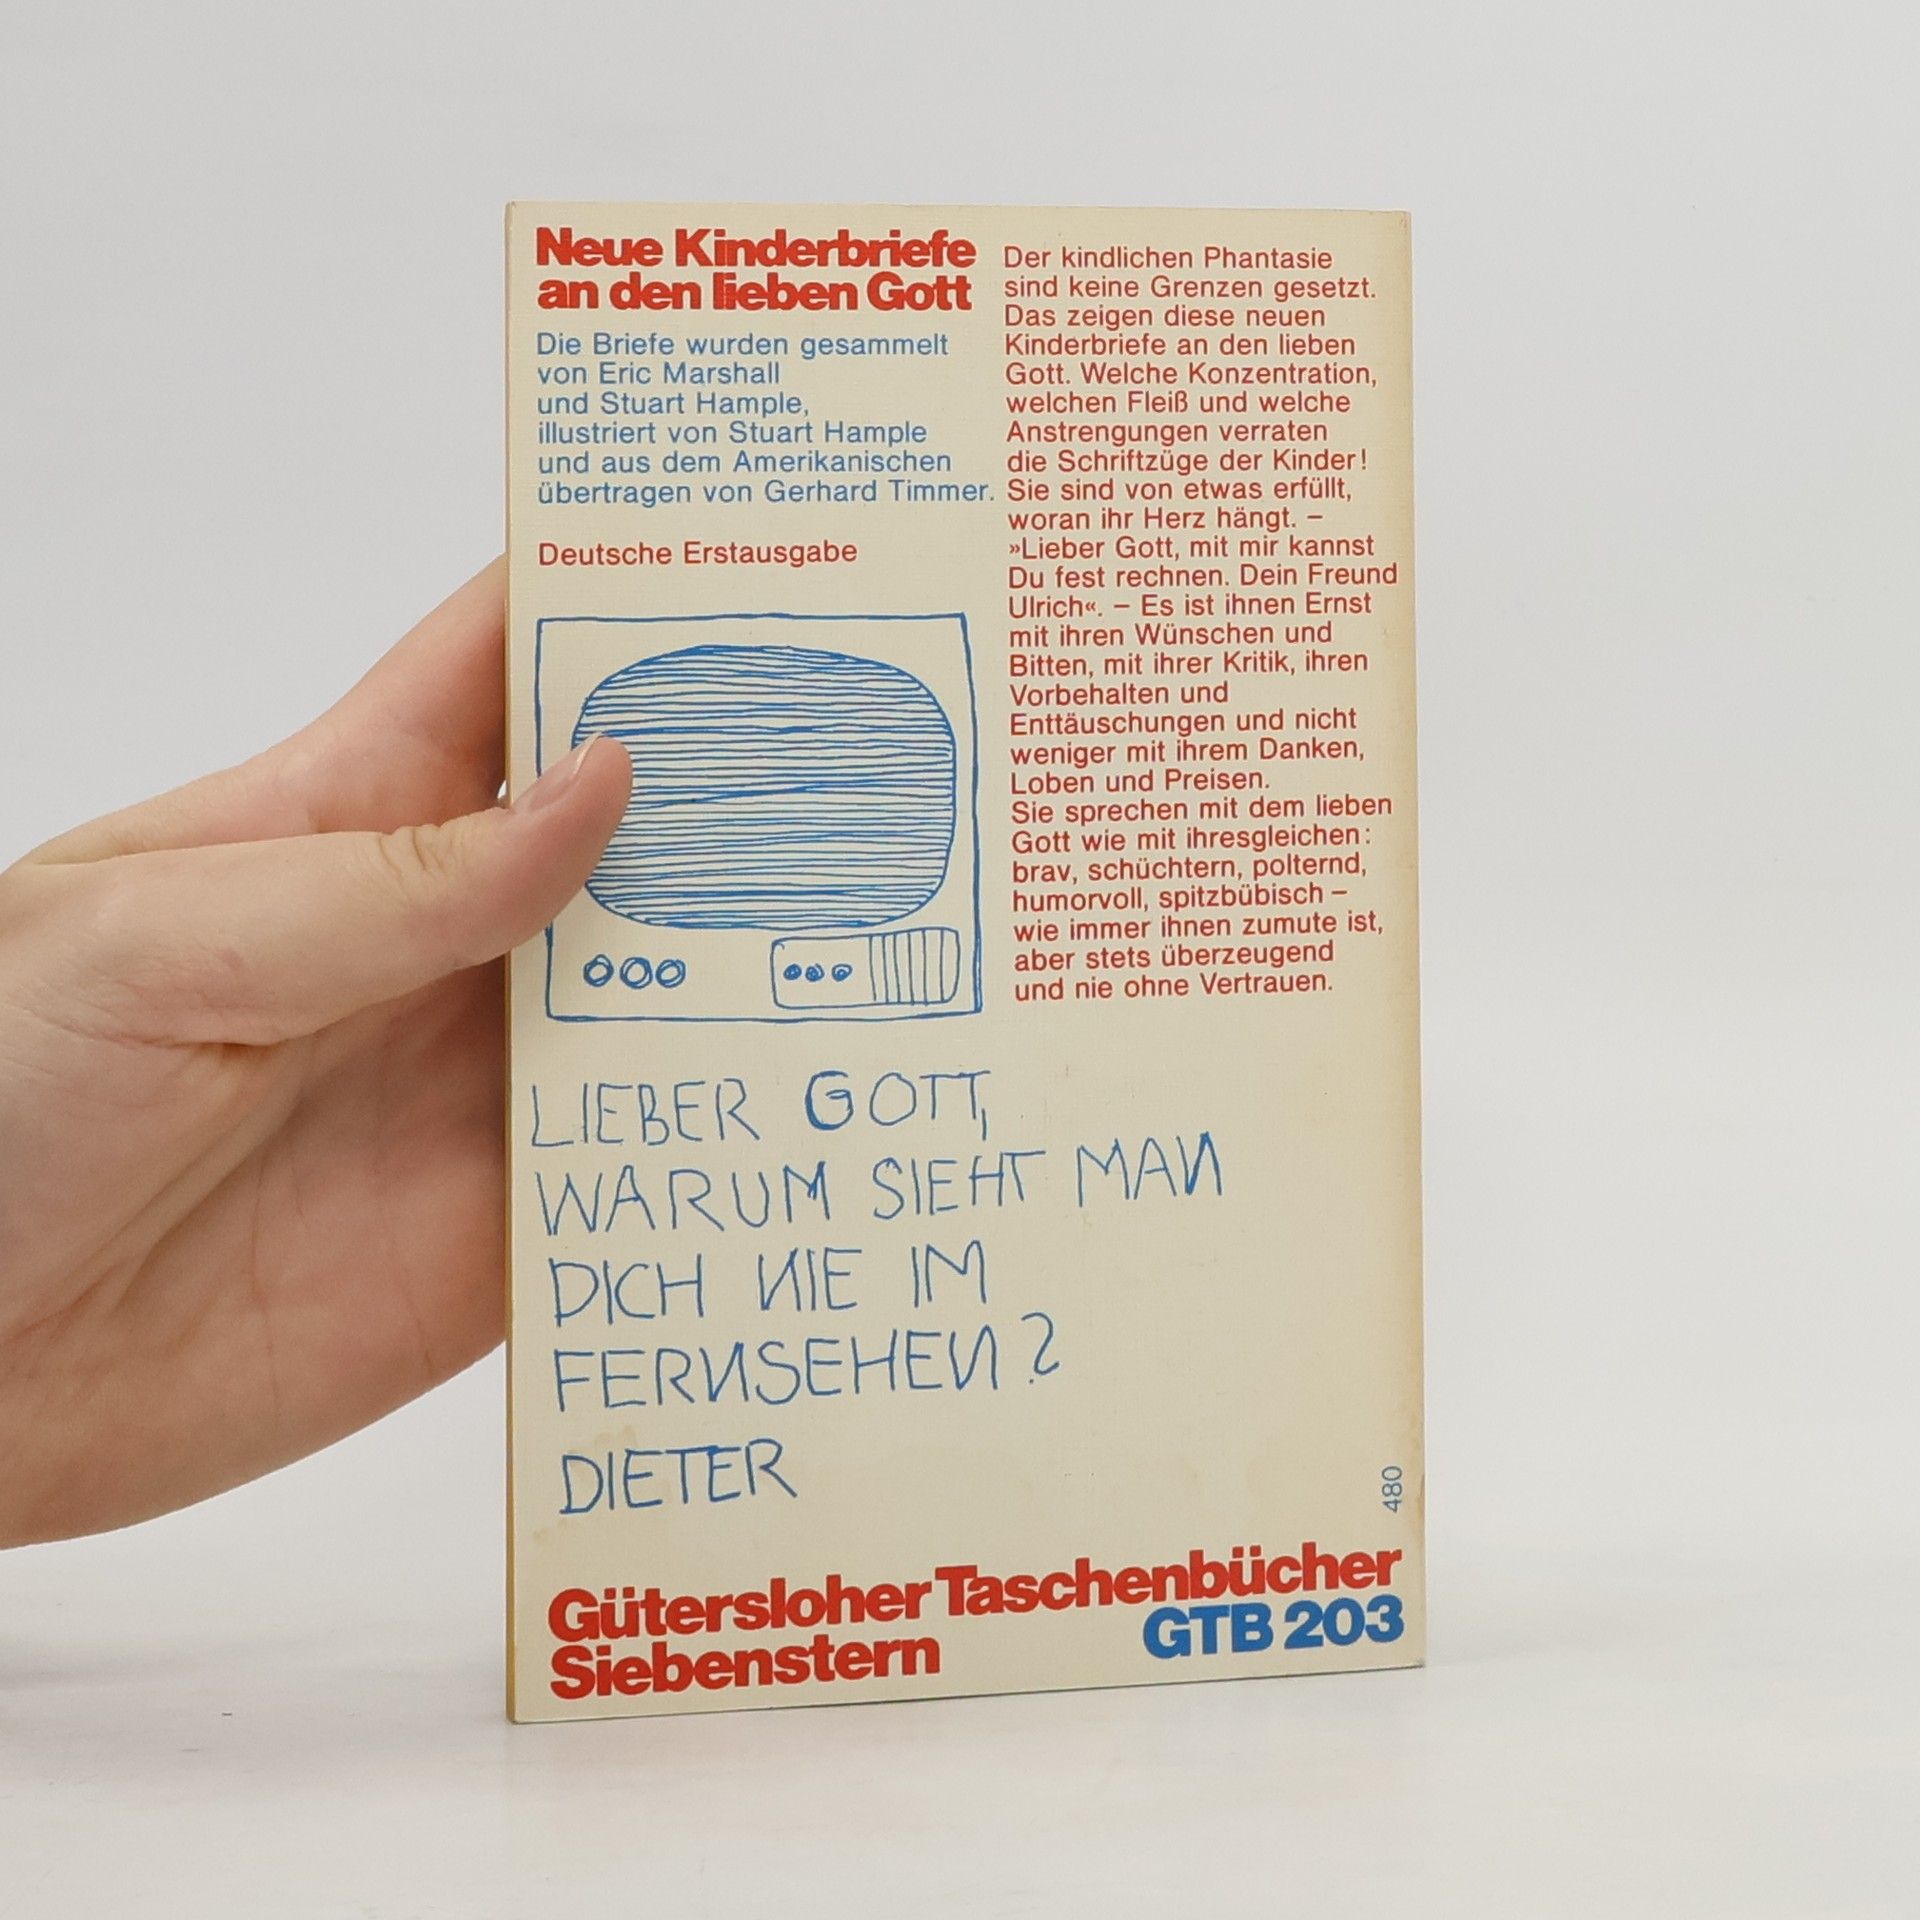 Neue Kinderbriefe
an den lieben Gott
Die Briefe wurden gesammelt
von Eric Marshall
und Stuart Hample,
illustriert von Stuart Hample
und aus dem Amerikanischen
übertragen von Gerhard Timmer.
Deutsche Erstausgabe
Der kindlichen Phantasie
sind keine Grenzen gesetzt.
Das zeigen diese neuen
Kinderbriefe an den lieben
Gott. Welche Konzentration,
welchen Fleiß und welche
Anstrengungen verraten
die Schriftzüge der Kinder!
Sie sind von etwas erfüllt,
woran ihr Herz hängt. –
»Lieber Gott, mit mir kannst
Du fest rechnen. Dein Freund
Ulrich«. – Es ist ihnen Ernst
mit ihren Wünschen und
Bitten, mit ihrer Kritik, ihren
Vorbehalten und
Enttäuschungen und nicht
weniger mit ihrem Danken,
Loben und Preisen.
Sie sprechen mit dem lieben
Gott wie mit ihresgleichen:
brav, schüchtern, polternd,
humorvoll, spitzbübisch –
wie immer ihnen zumute ist,
aber stets überzeugend
und nie ohne Vertrauen.
LIEBER GOTT,
WARUM SIEHT MAN
DICH NIE IM
FERNSEHEN?
DIETER
480
Gütersloher Taschenbücher
Siebenstern
GTB 203